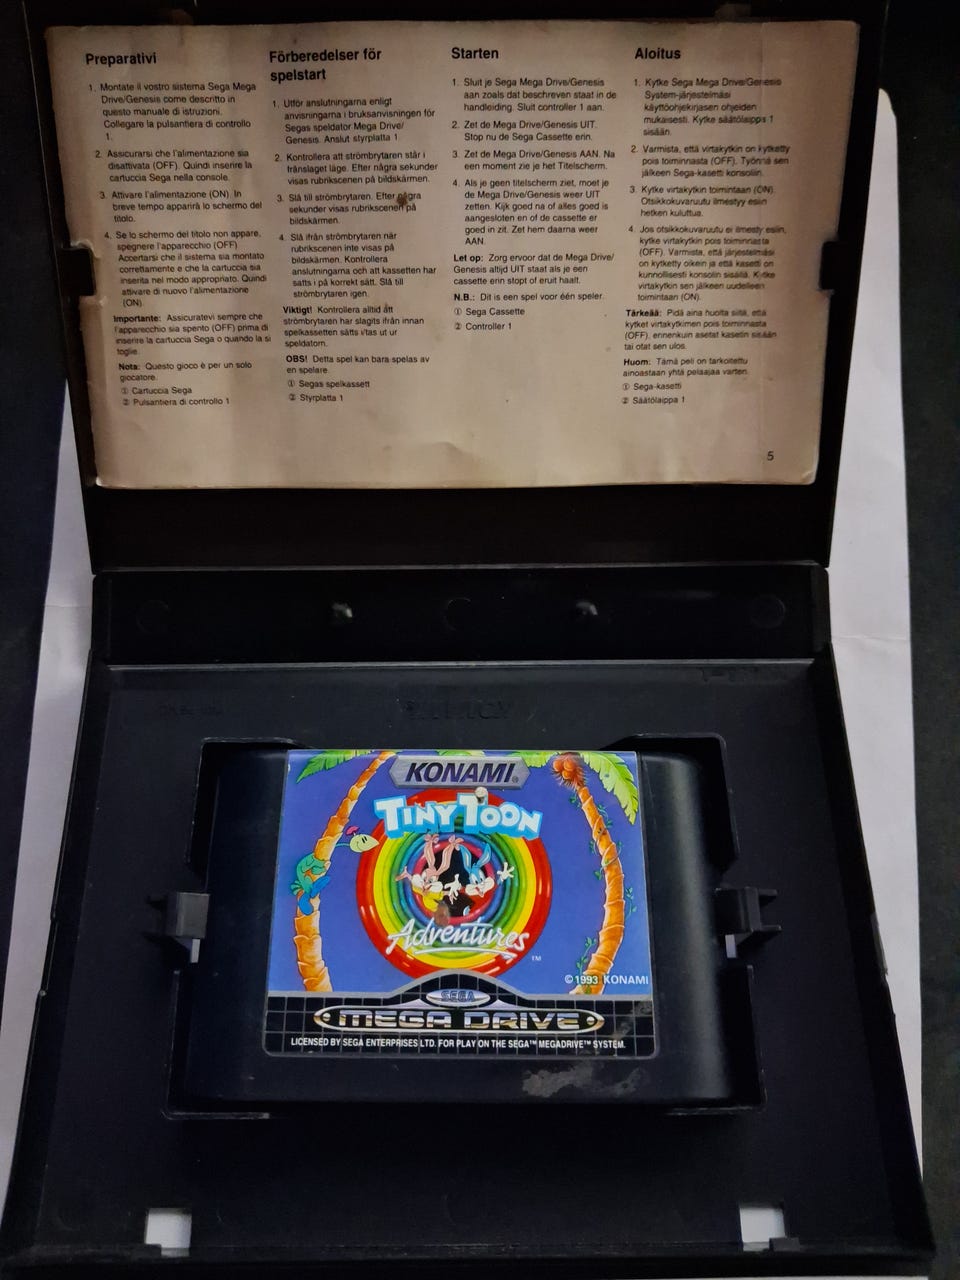 Preparativi
1. Montate il vostro sistema Sega Mega
Drive/Genesis come descritto in
questo manuale di istruzioni.
Collegare la pulsantiera di controllo
1.
2. Assicurarsi che l'alimentazione sia
disattivata (OFF). Quindi inserire la
cartuccia Sega nella console.
3. Attivare l'alimentazione (ON). In
breve tempo apparirà lo schermo del
titolo.
4. Se lo schermo del titolo non appare,
spegnere l'apparecchio (OFF)
Accertarsi che il sistema sia montato
correttamente e che la cartuccia sia
inserita nel modo appropriato. Quindi
attivare di nuovo l'alimentazione
(ON).
Importante: Assicuratevi sempre che
l'apparecchio sia spento (OFF) prima di
inserire la cartuccia Sega o quando la si
toglie.
Nota: Questo gioco è per un solo
giocatore.
① Cartuccia Sega
② Pulsantiera di controllo 1
Förberedelser för
spelstart
1. Utför anslutningarna enligt
anvisningarna i bruksanvisningen för
Segas speldator Mega Drive/
Genesis. Anslut styrplatta 1.
2. Kontrollera att strömbrytaren står i
frånslaget läge. Efter några sekunder
visas rubrikscenen på bildskärmen.
3. Slå till strömbrytaren. Efter några
sekunder visas rubrikscenen på
bildskärmen.
4. Slå ifrån strömbrytaren när
rubrikscenen inte visas på
bildskärmen. Kontrollera
anslutningarna och att kassetten har
satts i på korrekt sätt. Slå till
strömbrytaren igen.
Viktigt! Kontrollera alltid att
strömbrytaren har slagits ifrån innan
spelkassetten sätts i/tas ut ur
speldatorn.
OBS! Detta spel kan bara spelas av
en spelare.
① Segas spelkassett
② Styrplatta 1
Starten
1. Sluit je Sega Mega Drive/Genesis
aan zoals dat beschreven staat in de
handleiding. Sluit controller 1 aan.
2. Zet de Mega Drive/Genesis UIT.
Stop nu de Sega Cassette erin.
3. Zet de Mega Drive/Genesis AAN. Na
een moment zie je het Titelscherm.
4. Als je geen titelscherm ziet, moet je
de Mega Drive/Genesis weer UIT
zetten. Kijk goed na of alles goed is
aangesloten en of de cassette er
goed in zit. Zet hem daarna weer
AAN.
Let op: Zorg ervoor dat de Mega Drive/
Genesis altijd UIT staat als je een
cassette erin stopt of eruit haalt.
N.B.: Dit is een spel voor één speler.
① Sega Cassette
② Controller 1
Aloitus
1. Kytke Sega Mega Drive/Genesis
System-järjestelmäsi
käyttöohjekirjasen ohjeiden
mukaisesti. Kytke säätölaippa 1
sisään.
2. Varmista, että virtakytkin on kytketty
pois toiminnasta (OFF). Työnnä sen
jälkeen Sega-kasetti konsoliin.
3. Kytke virtakytkin toimintaan (ON).
Otsikkokuvaruutu ilmestyy esiin
hetken kuluttua.
4. Jos otsikkokuvaruutu ei ilmesty esiin,
kytke virtakytkin pois toiminnasta
(OFF). Varmista, että järjestelmäsi
on kytketty oikein ja että kasetti on
kunnollisesti konsolin sisällä. Kytke
virtakytkin sen jälkeen uudelleen
toimintaan (ON).
Tärkeää: Pidä aina huolta siitä, että
kytket virtakytkimen pois toiminnasta
(OFF), ennenkuin asetat kasetin sisään
tai otat sen ulos.
Huom: Tämä peli on tarkoitettu
ainoastaan yhtä pelaajaa varten.
① Sega-kasetti
② Säätölaippa 1
5
KONAMI®
TINY TOON
Adventures
TM
©1993 KONAMI
SEGA
MEGA DRIVE
LICENSED BY SEGA ENTERPRISES LTD. FOR PLAY ON THE SEGA™ MEGADRIVE™ SYSTEM.